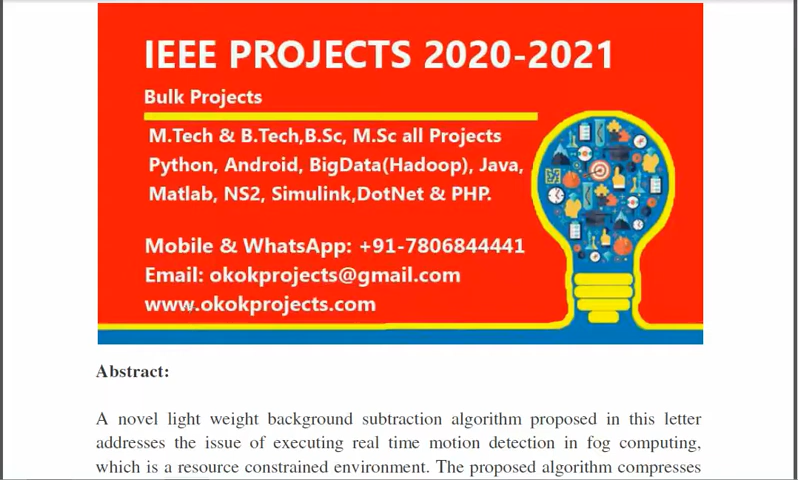 IEEE PROJECTS 2020-2021
Bulk Projects
M.Tech & B.Tech,B.Sc, M.Sc all Projects
Python, Android, BigData(Hadoop), Java,
Matlab, NS2, Simulink,DotNet & PHP.
Mobile & WhatsApp: +91-7806844441
Email: okokprojects@gmail.com
www.okokprojects.com
Abstract:
A novel light weight background subtraction algorithm proposed in this letter
addresses the issue of executing real time motion detection in fog computing,
which is a resource constrained environment. The proposed algorithm compresses